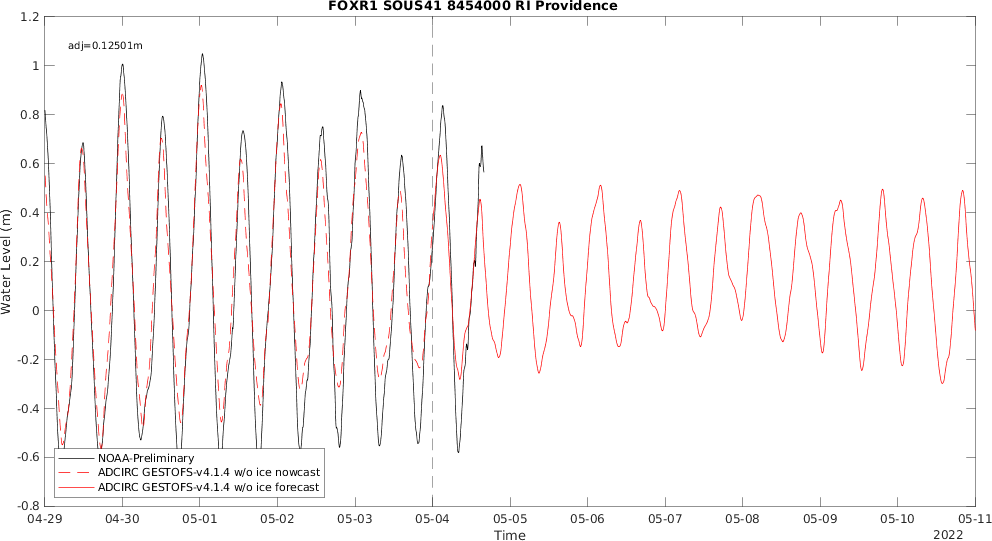 FOXR1 SOUS41 8454000 RI Providence
adj=0.12501m
Water Level (m)
1.2
1
0.8
0.6
0.4
0.2
0
-0.2
-0.4
-0.6
-0.8
NOAA-Preliminary
ADCIRC GESTOFS-v4.1.4 w/o ice nowcast
ADCIRC GESTOFS-v4.1.4 w/o ice forecast
04-29 04-30 05-01 05-02 05-03 05-04 05-05 05-06 05-07 05-08 05-09 05-10 05-11
Time
2022